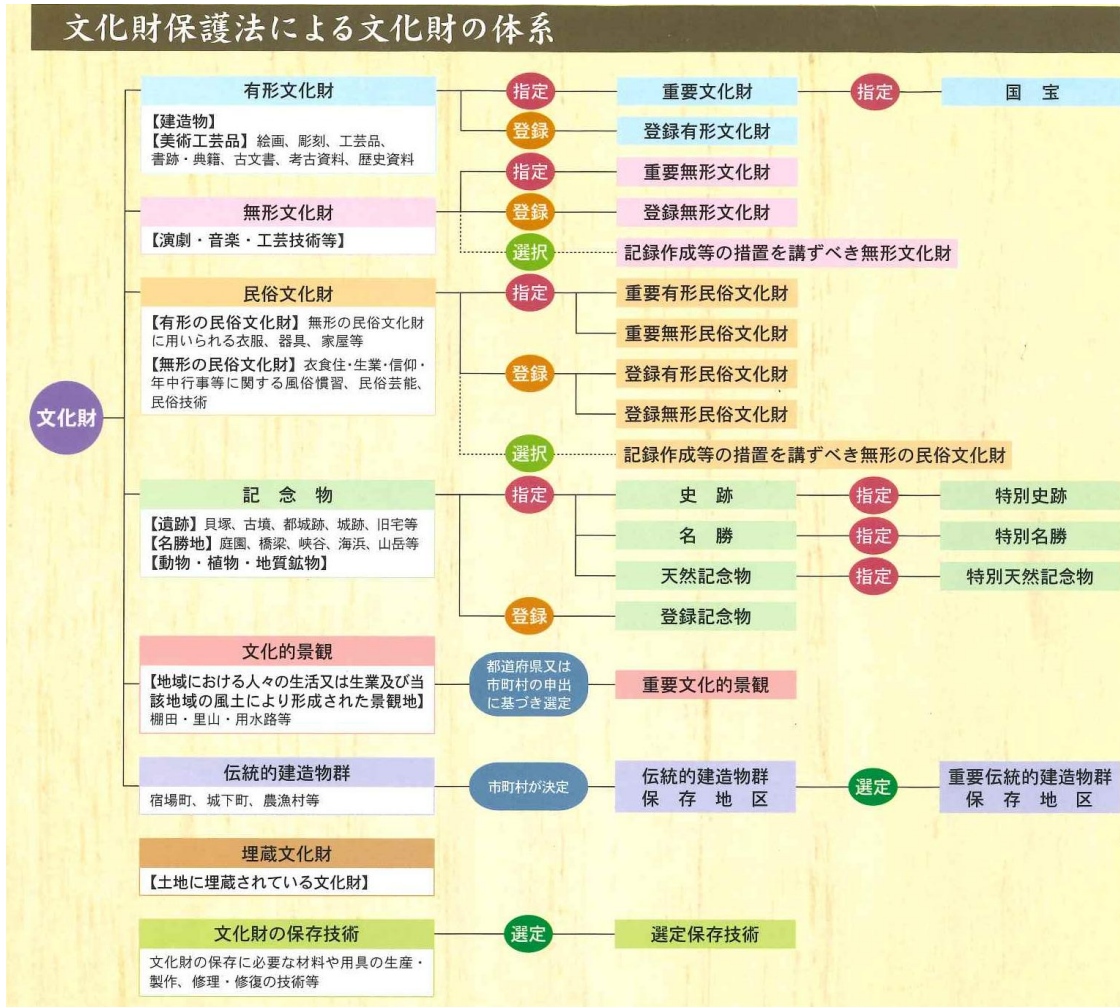 文化財保護法による文化財の体系
文化財
有形文化財
【建造物】
【美術工芸品】絵画、彫刻、工芸品、
書跡・典籍、古文書、考古資料、歴史資料
指定
重要文化財
指定
国宝
登録
登録有形文化財
無形文化財
【演劇・音楽・工芸技術等】
指定
重要無形文化財
登録
登録無形文化財
選択
記録作成等の措置を講ずべき無形文化財
民俗文化財
【有形の民俗文化財】無形の民俗文化財
に用いられる衣服、器具、家屋等
【無形の民俗文化財】衣食住・生業・信仰・
年中行事等に関する風俗慣習、民俗芸能、
民俗技術
指定
重要有形民俗文化財
重要無形民俗文化財
登録
登録有形民俗文化財
登録無形民俗文化財
選択
記録作成等の措置を講ずべき無形の民俗文化財
記念物
【遺跡】貝塚、古墳、都城跡、城跡、旧宅等
【名勝地】庭園、橋梁、峡谷、海浜、山岳等
【動物・植物・地質鉱物】
指定
史跡
指定
特別史跡
名勝
指定
特別名勝
天然記念物
指定
特別天然記念物
登録
登録記念物
文化的景観
【地域における人々の生活又は生業及び当
該地域の風土により形成された景観地】
棚田・里山・用水路等
都道府県又は
市町村の申出
に基づき選定
重要文化的景観
伝統的建造物群
宿場町、城下町、農漁村等
市町村が決定
伝統的建造物群
保存地区
選定
重要伝統的建造物群
保存地区
埋蔵文化財
【土地に埋蔵されている文化財】
文化財の保存技術
文化財の保存に必要な材料や用具の生産・
製作、修理・修復の技術等
選定
選定保存技術